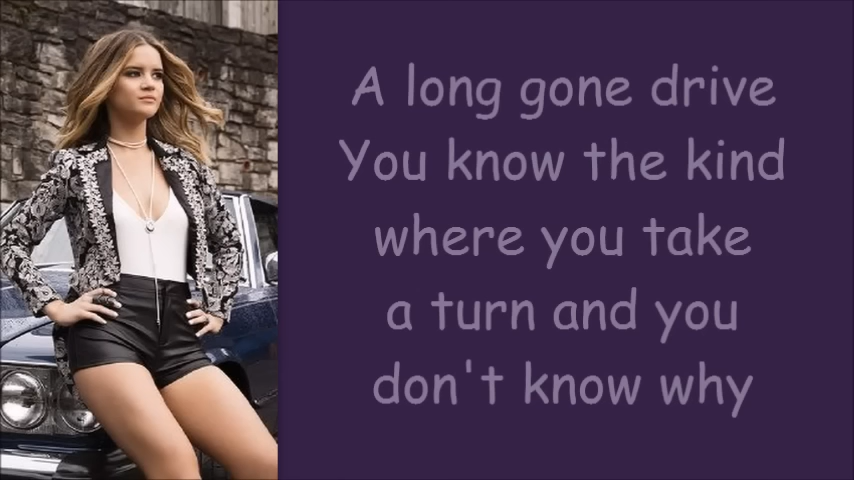 A long gone drive
You know the kind
where you take
a turn and you
don't know why